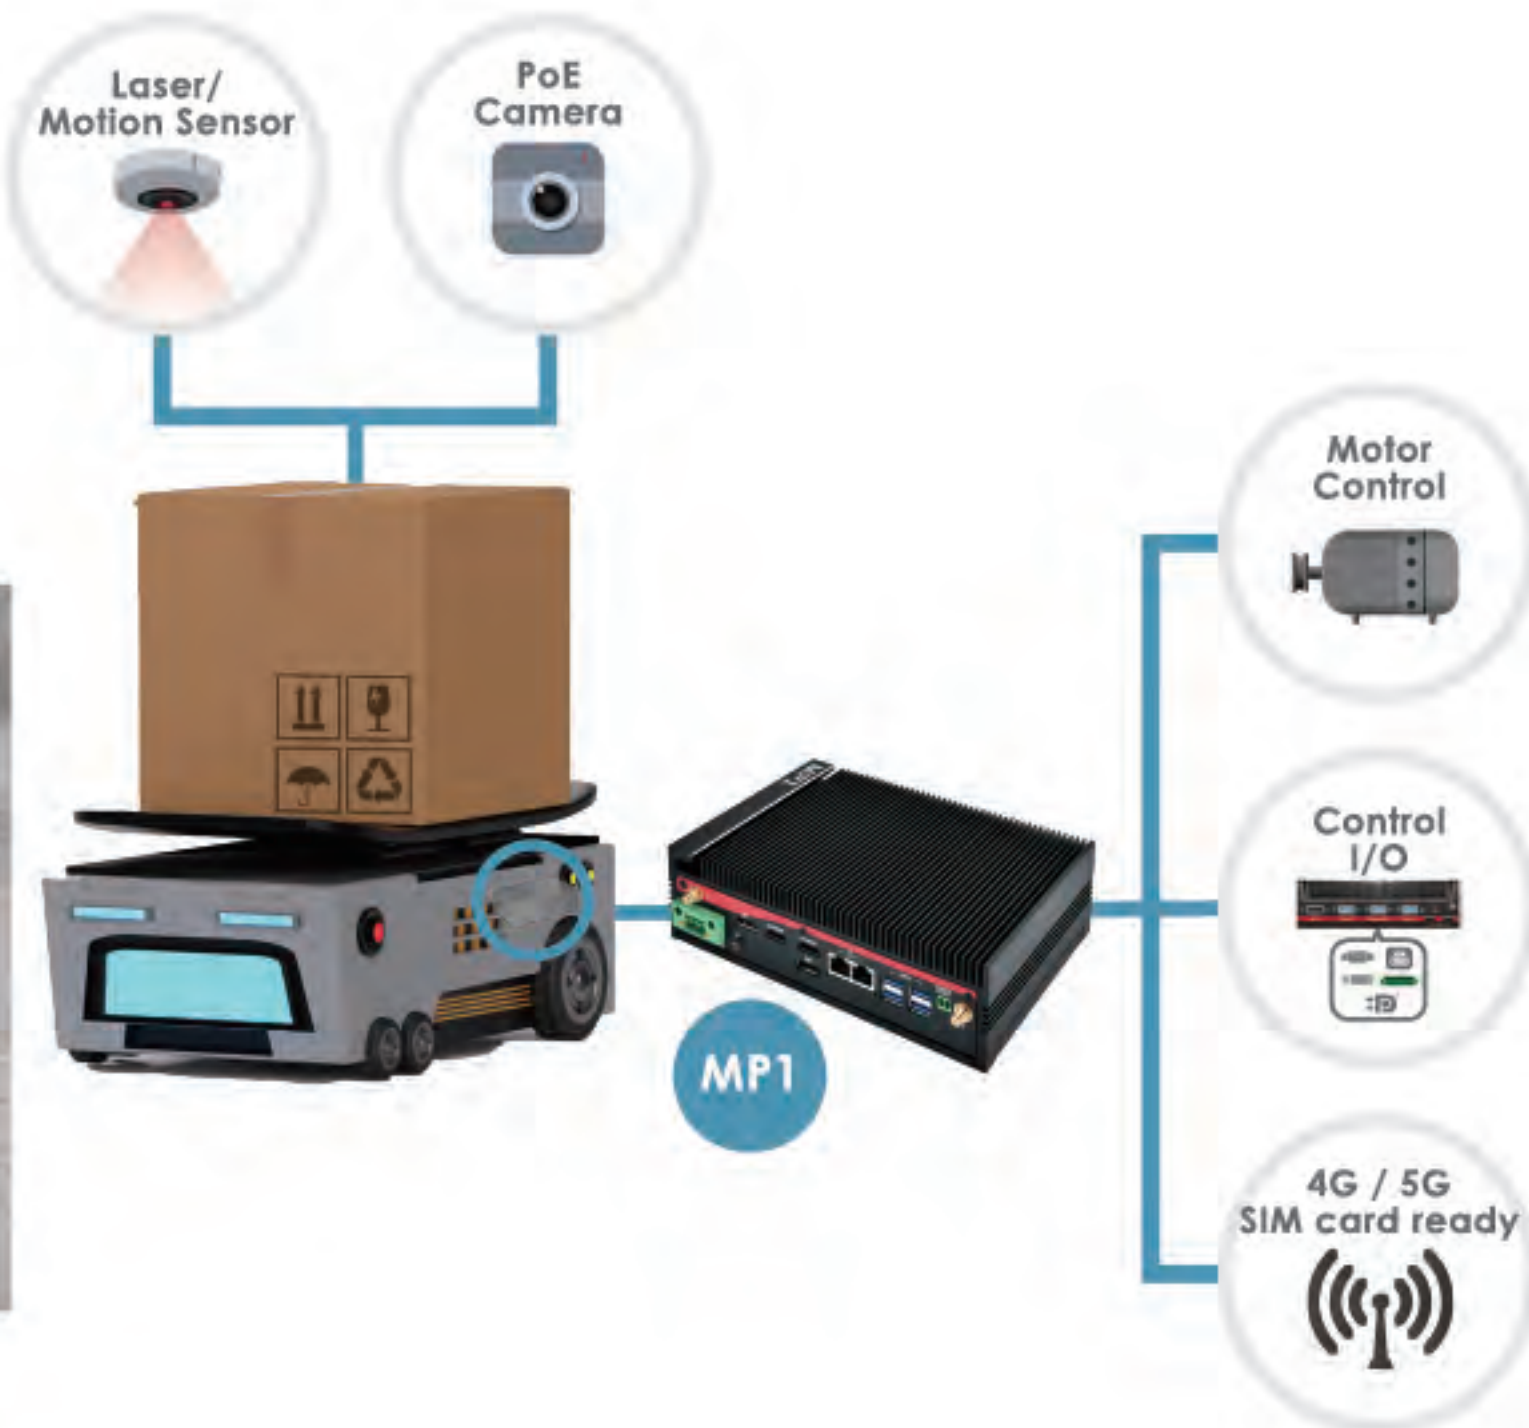 Laser/
Motion Sensor
PoE
Camera
Motor
Control
Control
I/O
MP1
4G / 5G
SIM card ready